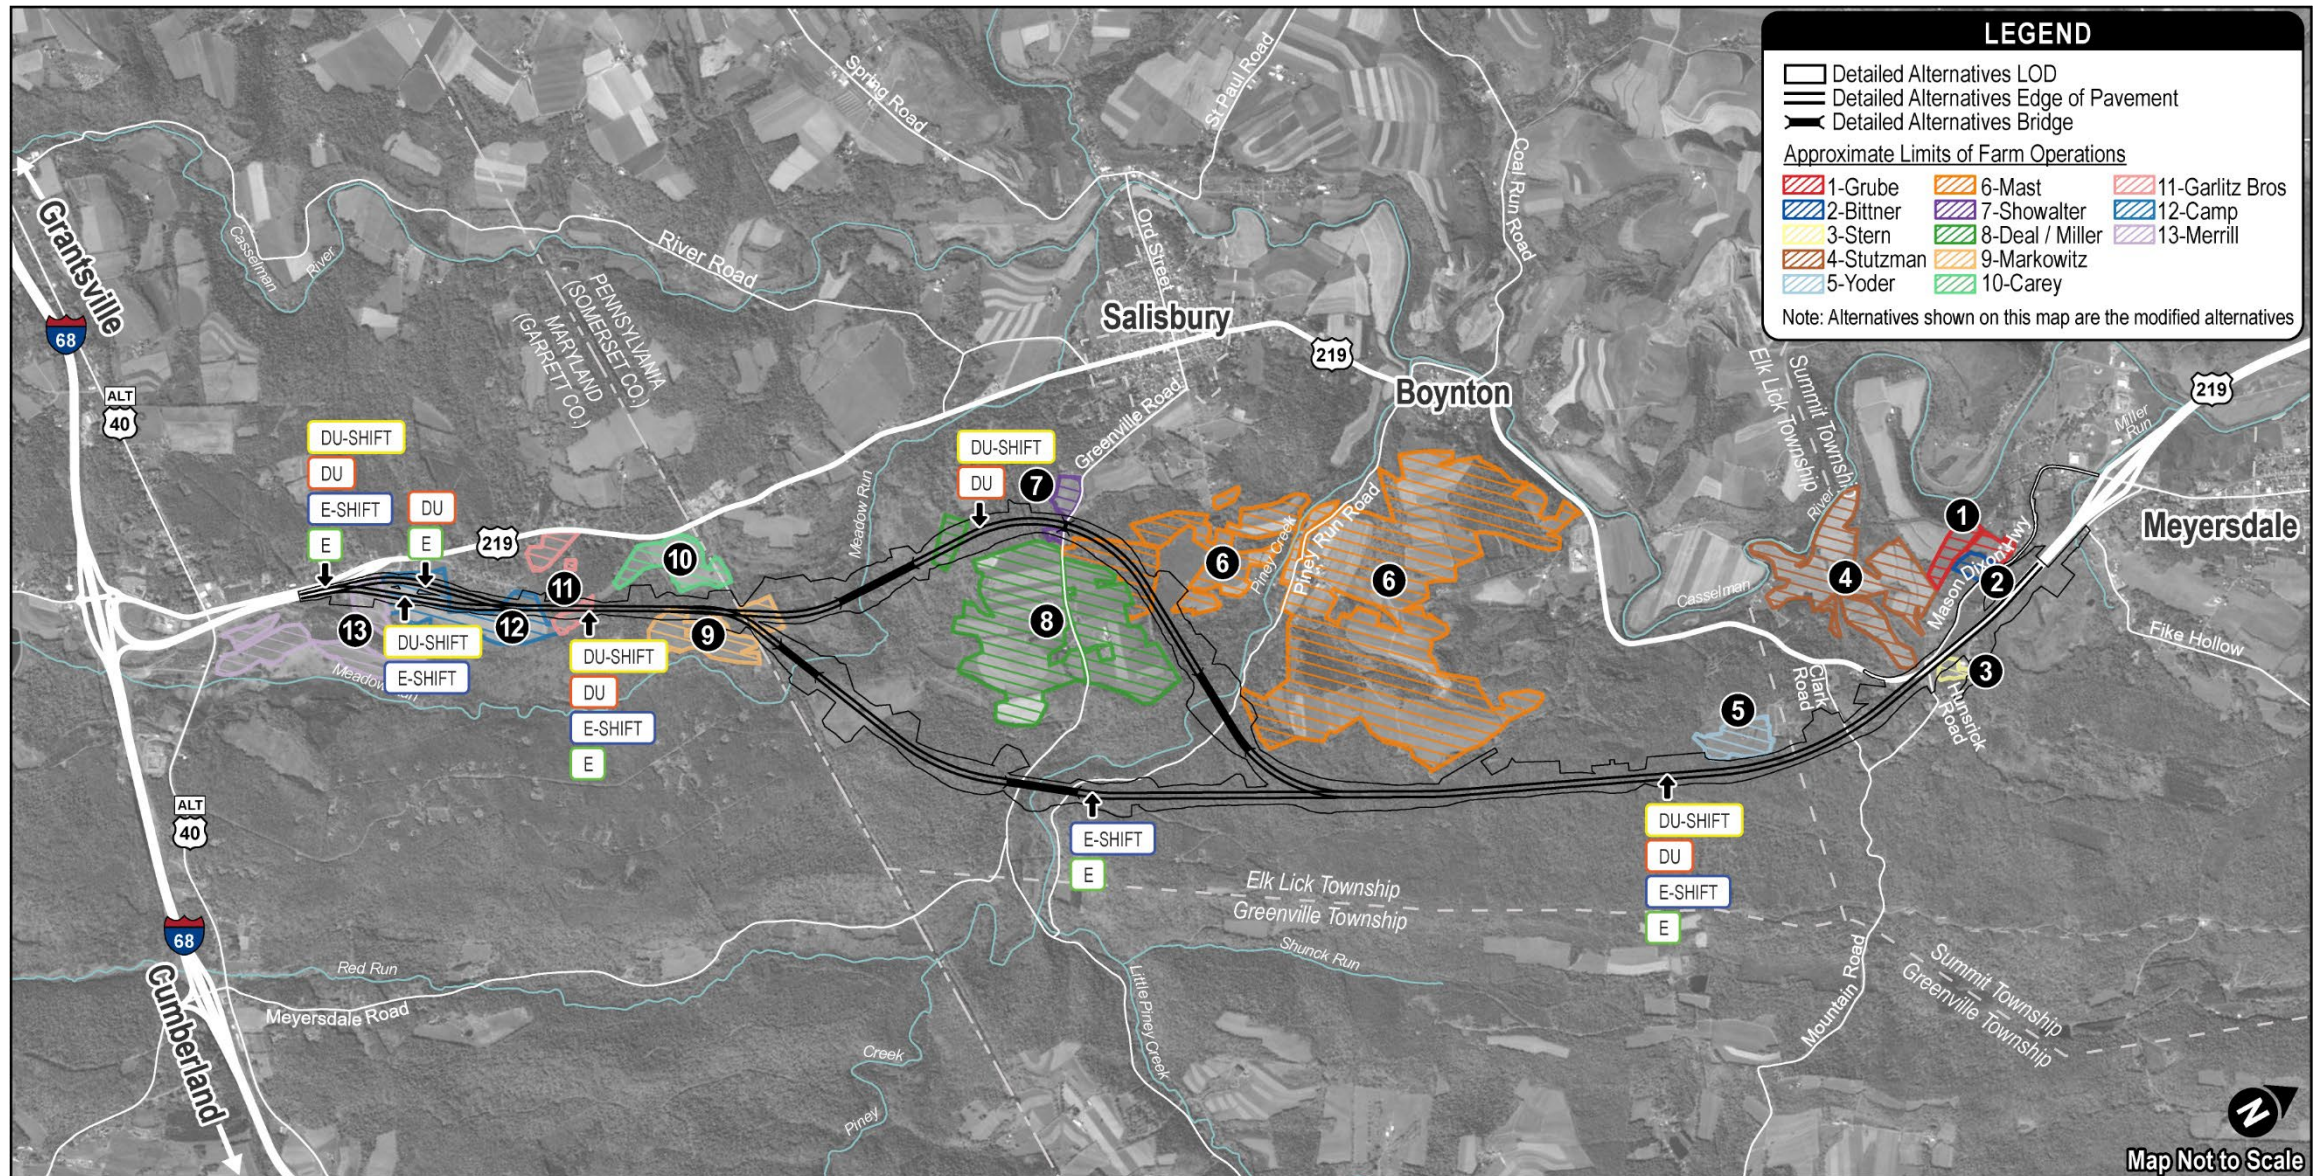 LEGEND
Detailed Alternatives LOD
Detailed Alternatives Edge of Pavement
Detailed Alternatives Bridge
Approximate Limits of Farm Operations
1-Grube
2-Bittner
3-Stern
4-Stutzman
5-Yoder
6-Mast
7-Showalter
8-Deal / Miller
9-Markowitz
10-Carey
11-Garlitz Bros
12-Camp
13-Merrill
Note: Alternatives shown on this map are the modified alternatives
Grantsville
68
ALT
40
Casselman
River
Spring Road
St Paul Road
Coal Run Road
River Road
Ord Street
PENNSYLVANIA
(SOMERSET CO.)
MARYLAND
(GARRETT CO.)
Salisbury
219
Boynton
Greenville Road
Elk Lick Township
Summit Township
River
Casselman
219
Miller
Run
Meyersdale
Mason Dixon Hwy
Fike Hollow
Clark
Road
Hunsrick
Road
DU-SHIFT
DU
E-SHIFT
E
DU
E
219
DU-SHIFT
E-SHIFT
DU-SHIFT
DU
E-SHIFT
E
DU-SHIFT
DU
Meadow Run
Meadow Run
Piney Creek
Piney Run Road
1
2
3
4
5
6
6
7
8
9
10
11
12
13
E-SHIFT
E
DU-SHIFT
DU
E-SHIFT
E
ALT
40
68
Cumberland
Red Run
Meyersdale Road
Elk Lick Township
Greenville Township
Shunck Run
Little Piney Creek
Creek
Piney
Mountain Road
Summit Township
Greenville Township
N
Map Not to Scale